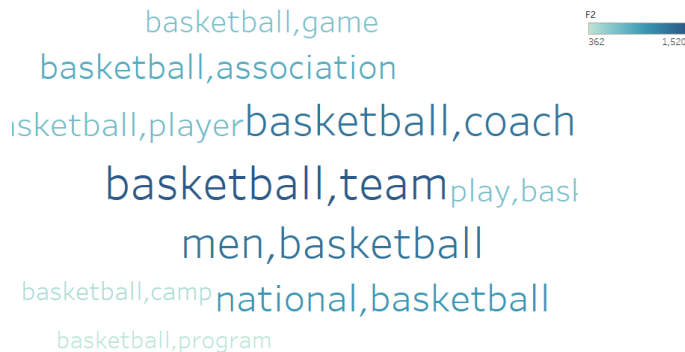 basketball,game
F2
362 1,520
basketball,association
basketball,coach
basketball,team
men,basketball
basketball,camp national,basketball
basketball,program